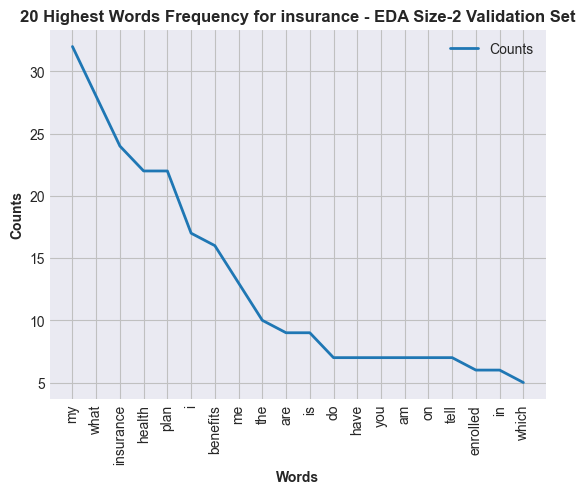 20 Highest Words Frequency for insurance - EDA Size-2 Validation Set
Counts
Counts
30
25
20
15
10
5
my
what
insurance
health
plan
i
benefits
me
the
are
is
do
have
you
am
on
tell
enrolled
in
which
Words